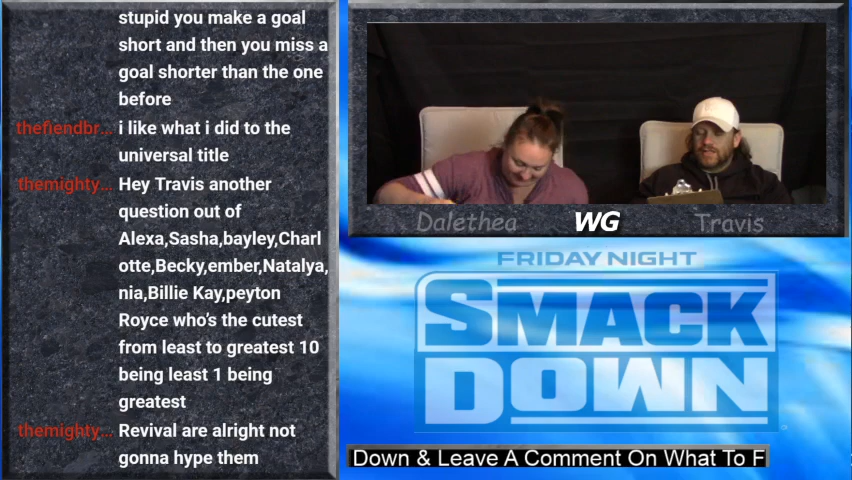 stupid you make a goal
short and then you miss a
goal shorter than the one
before
thefiendbr... i like what i did to the
universal title
themighty... Hey Travis another
question out of
Alexa,Sasha,bayley,Charl
otte,Becky,ember,Natalya,
nia,Billie Kay,peyton
Royce who's the cutest
from least to greatest 10
being least 1 being
greatest
themighty... Revival are alright not
gonna hype them
Dalethea WG Travis
FRIDAY NIGHT
SMACK
DOWN
Down & Leave A Comment On What To F